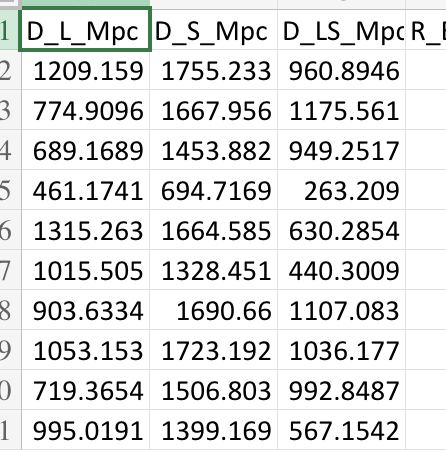 1 D_L_Mpc D_S_Mpc D_LS_Mpc R_E
2 1209.159 1755.233 960.8946
3 774.9096 1667.956 1175.561
4 689.1689 1453.882 949.2517
5 461.1741 694.7169 263.209
6 1315.263 1664.585 630.2854
7 1015.505 1328.451 440.3009
8 903.6334 1690.66 1107.083
9 1053.153 1723.192 1036.177
0 719.3654 1506.803 992.8487
1 995.0191 1399.169 567.1542